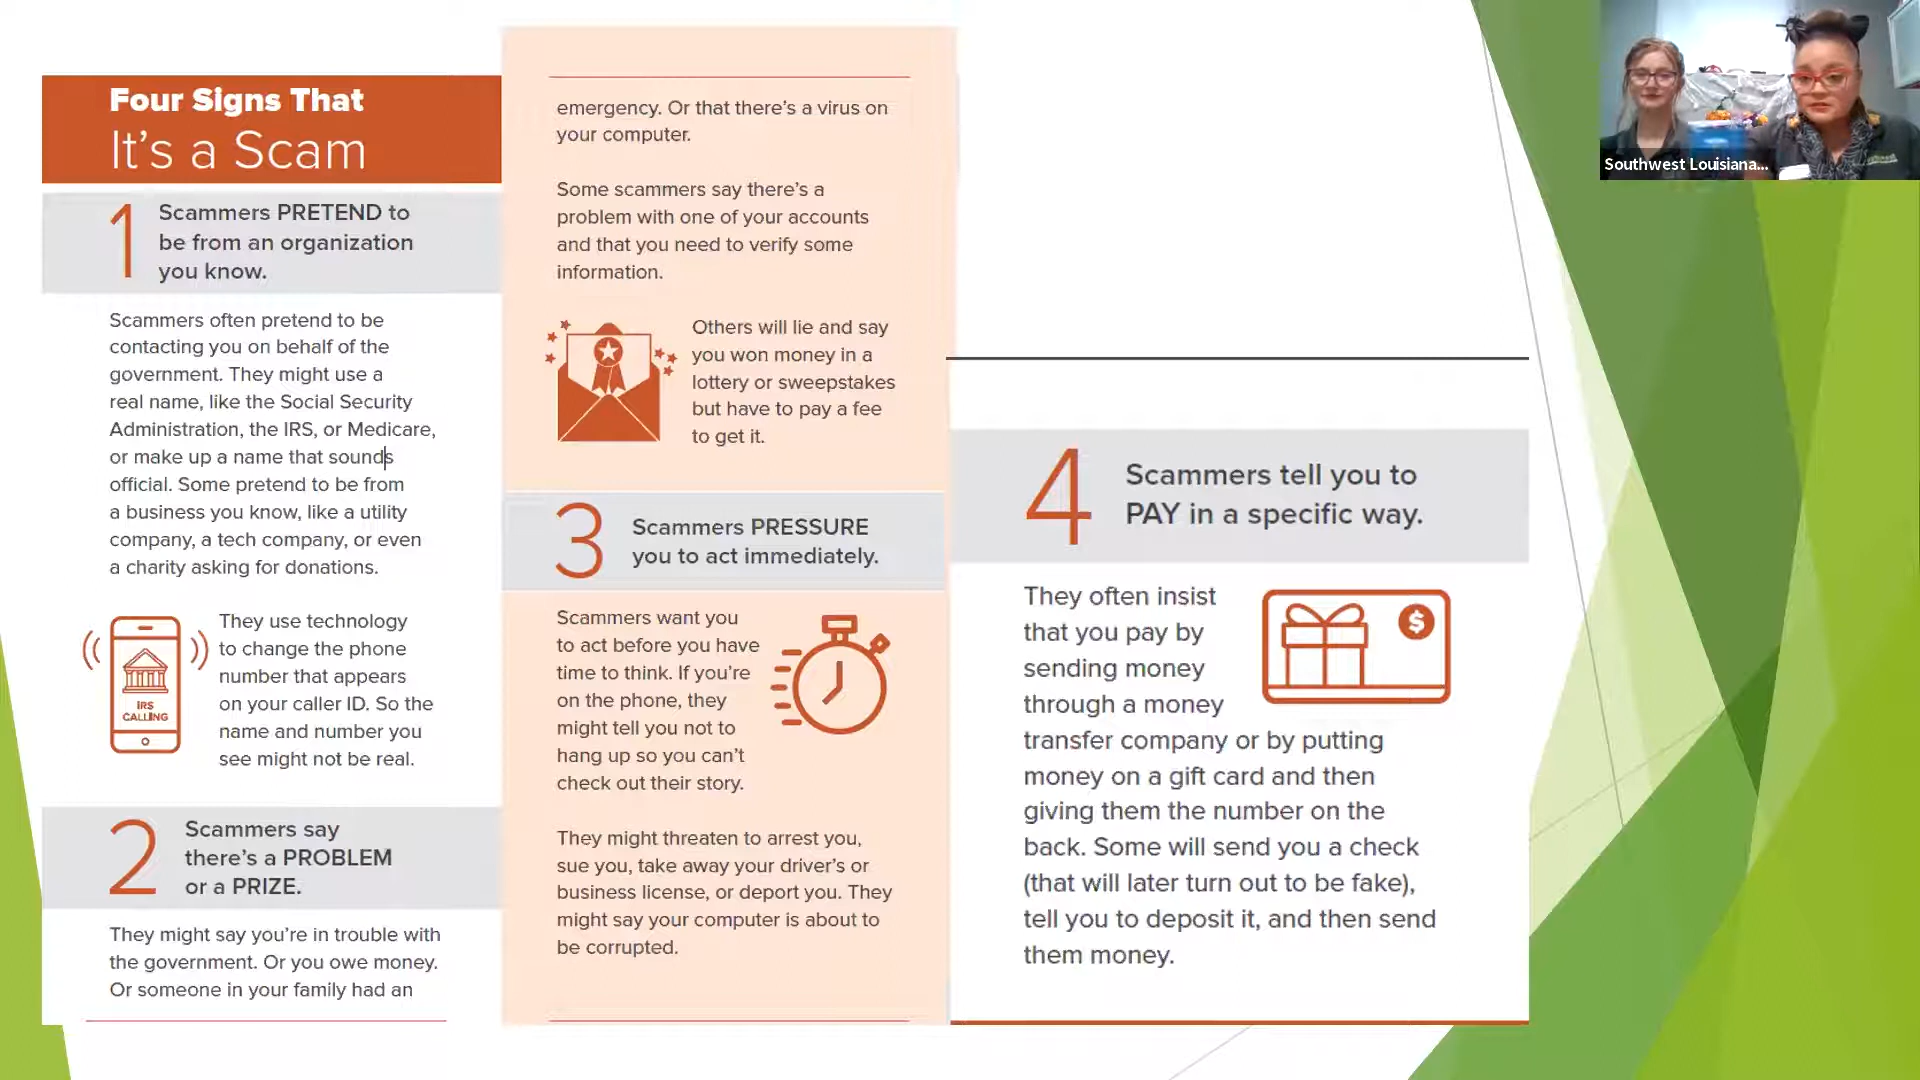 Four Signs That
It's a Scam
1
Scammers PRETEND to
be from an organization
you know.
Scammers often pretend to be
contacting you on behalf of the
government. They might use a
real name, like the Social Security
Administration, the IRS, or Medicare,
or make up a name that sounds
official. Some pretend to be from
a business you know, like a utility
company, a tech company, or even
a charity asking for donations.
IRS
CALLING
They use technology
to change the phone
number that appears
on your caller ID. So the
name and number you
see might not be real.
2
Scammers say
there's a PROBLEM
or a PRIZE.
They might say you're in trouble with
the government. Or you owe money.
Or someone in your family had an
emergency. Or that there's a virus on
your computer.
Some scammers say there's a
problem with one of your accounts
and that you need to verify some
information.
Others will lie and say
you won money in a
lottery or sweepstakes
but have to pay a fee
to get it.
3
Scammers PRESSURE
you to act immediately.
Scammers want you
to act before you have
time to think. If you're
on the phone, they
might tell you not to
hang up so you can't
check out their story.
They might threaten to arrest you,
sue you, take away your driver's or
business license, or deport you. They
might say your computer is about to
be corrupted.
4
Scammers tell you to
PAY in a specific way.
$
They often insist
that you pay by
sending money
through a money
transfer company or by putting
money on a gift card and then
giving them the number on the
back. Some will send you a check
(that will later turn out to be fake),
tell you to deposit it, and then send
them money.
Southwest Louisiana...